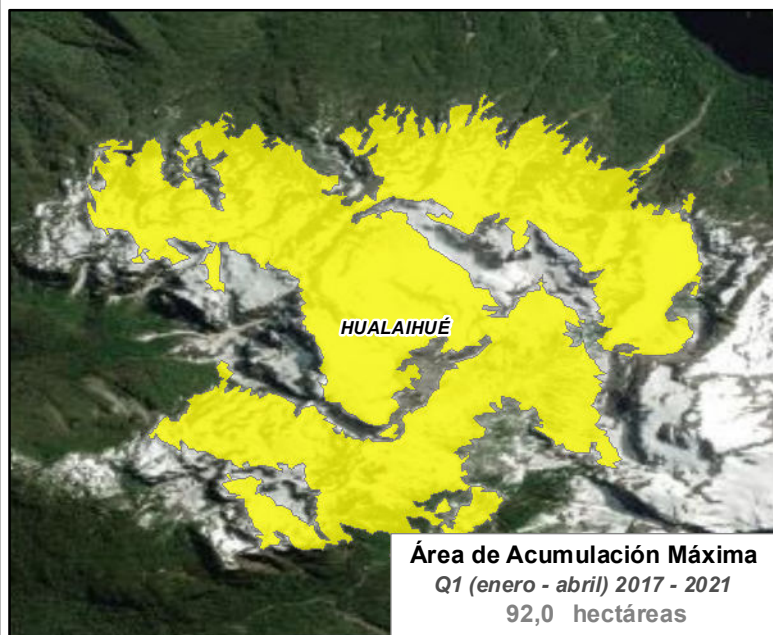 HUALAIHUÉ
Área de Acumulación Máxima
Q1 (enero - abril) 2017 - 2021
92,0 hectáreas